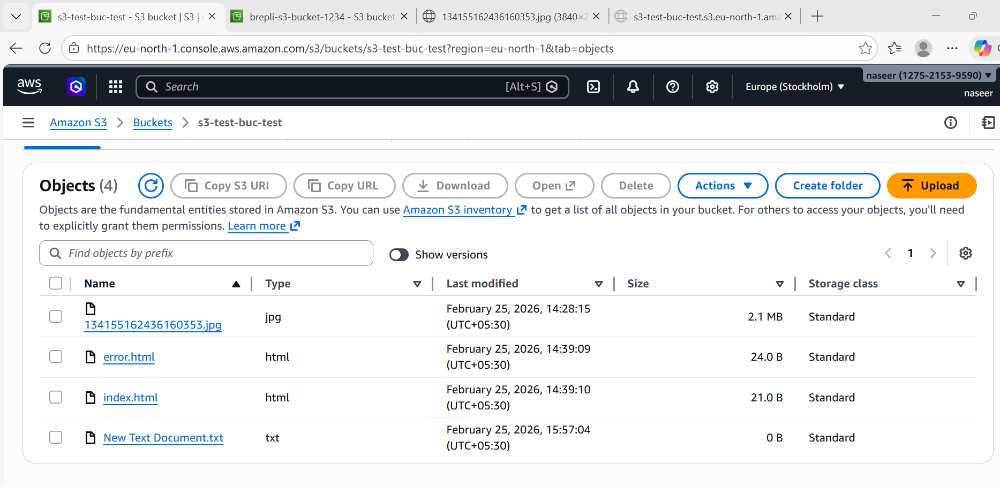 s3-test-buc-test - S3 bucket | S3 | e
brepli-s3-bucket-1234 - S3 bucket
134155162436160353.jpg (3840×2
s3-test-buc-test.s3.eu-north-1.ama
https://eu-north-1.console.aws.amazon.com/s3/buckets/s3-test-buc-test?region=eu-north-1&tab=objects
aws
Search
[Alt+S]
Europe (Stockholm)
naseer (1275-2153-9590)
naseer
Amazon S3 > Buckets > s3-test-buc-test
Objects (4)
Copy S3 URI
Copy URL
Download
Open
Delete
Actions
Create folder
Upload
Objects are the fundamental entities stored in Amazon S3. You can use Amazon S3 inventory to get a list of all objects in your bucket. For others to access your objects, you'll need
to explicitly grant them permissions. Learn more
Find objects by prefix
Show versions
1
Name Type Last modified Size Storage class
134155162436160353.jpg jpg February 25, 2026, 14:28:15 (UTC+05:30) 2.1 MB Standard
error.html html February 25, 2026, 14:39:09 (UTC+05:30) 24.0 B Standard
index.html html February 25, 2026, 14:39:10 (UTC+05:30) 21.0 B Standard
New Text Document.txt txt February 25, 2026, 15:57:04 (UTC+05:30) 0 B Standard